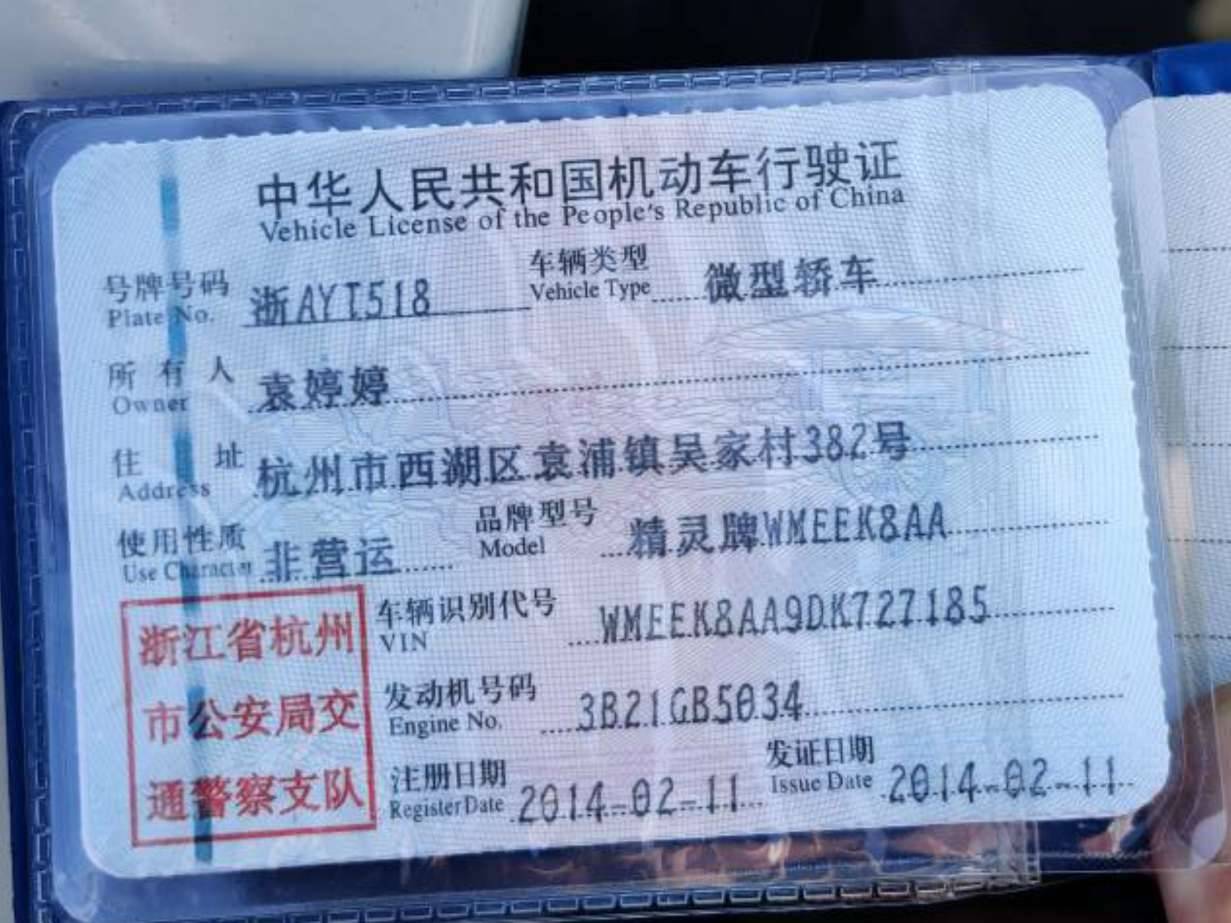 中华人民共和国机动车行驶证
Vehicle License of the People's Republic of China
号牌号码 浙AYT518 车辆类型 微型轿车
Plate No. Vehicle Type
所有人 袁婷婷
Owner
住址 杭州市西湖区袁浦镇吴家村382号
Address
使用性质 非营运 品牌型号 精灵牌WMEEK8AA
Use Character Model
浙江省杭州
市公安局交
通警察支队
车辆识别代号 WMEEK8AA9DK727185
VIN
发动机号码 3B21GB5034
Engine No.
注册日期 2014-02-11 发证日期 2014-02-11
Register Date Issue Date